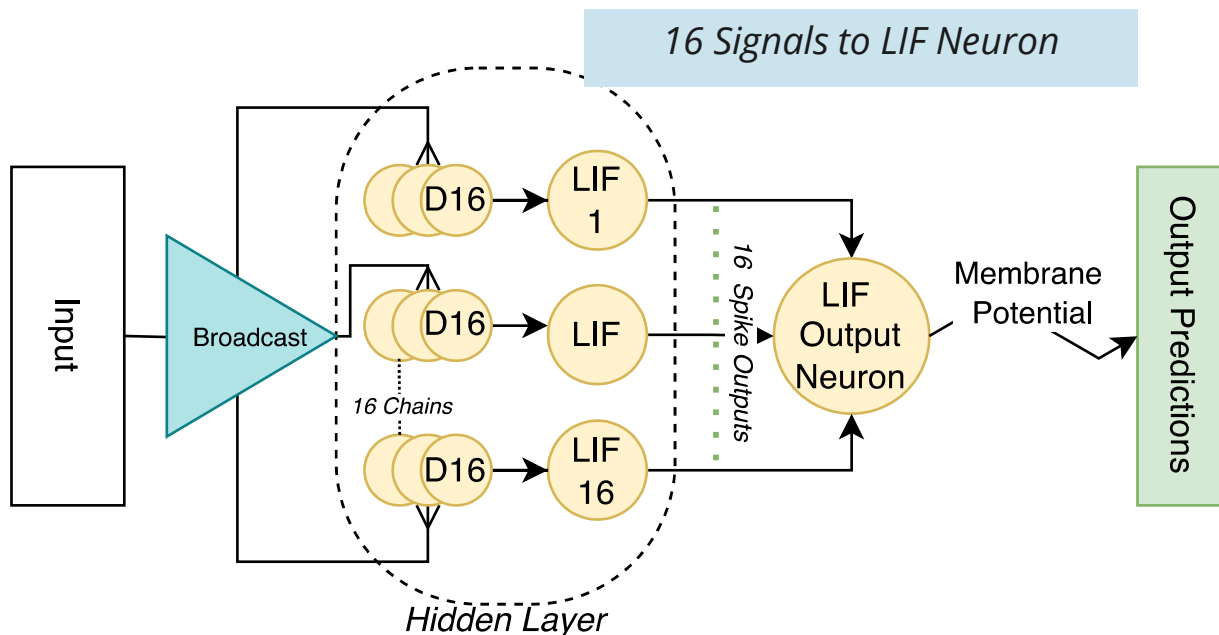 16 Signals to LIF Neuron
Input
Broadcast
D16
LIF
1
D16
LIF
16 Chains
D16
LIF
16
Hidden Layer
16 Spike Outputs
LIF
Output
Neuron
Membrane
Potential
Output Predictions